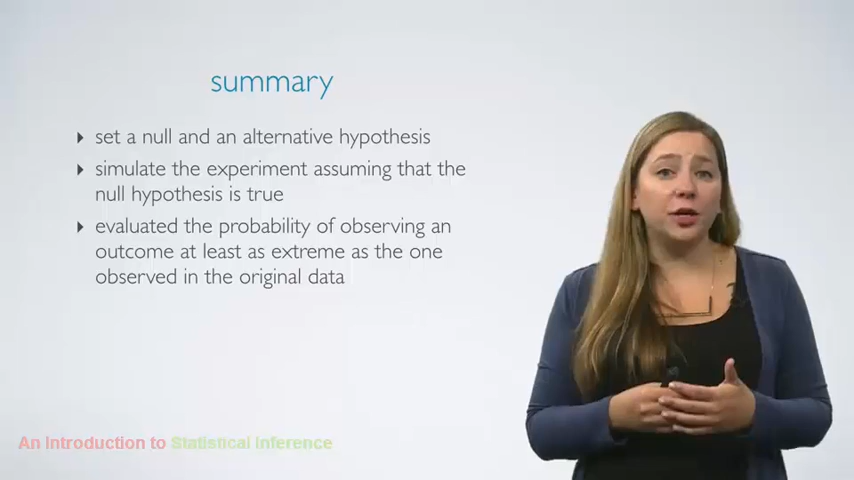 summary
set a null and an alternative hypothesis
simulate the experiment assuming that the
null hypothesis is true
evaluated the probability of observing an
outcome at least as extreme as the one
observed in the original data
An Introduction to Statistical Inference